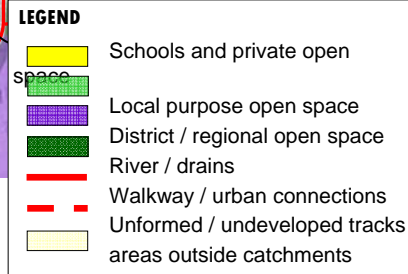 LEGEND
Schools and private open
space
Local purpose open space
District / regional open space
River / drains
Walkway / urban connections
Unformed / undeveloped tracks
areas outside catchments